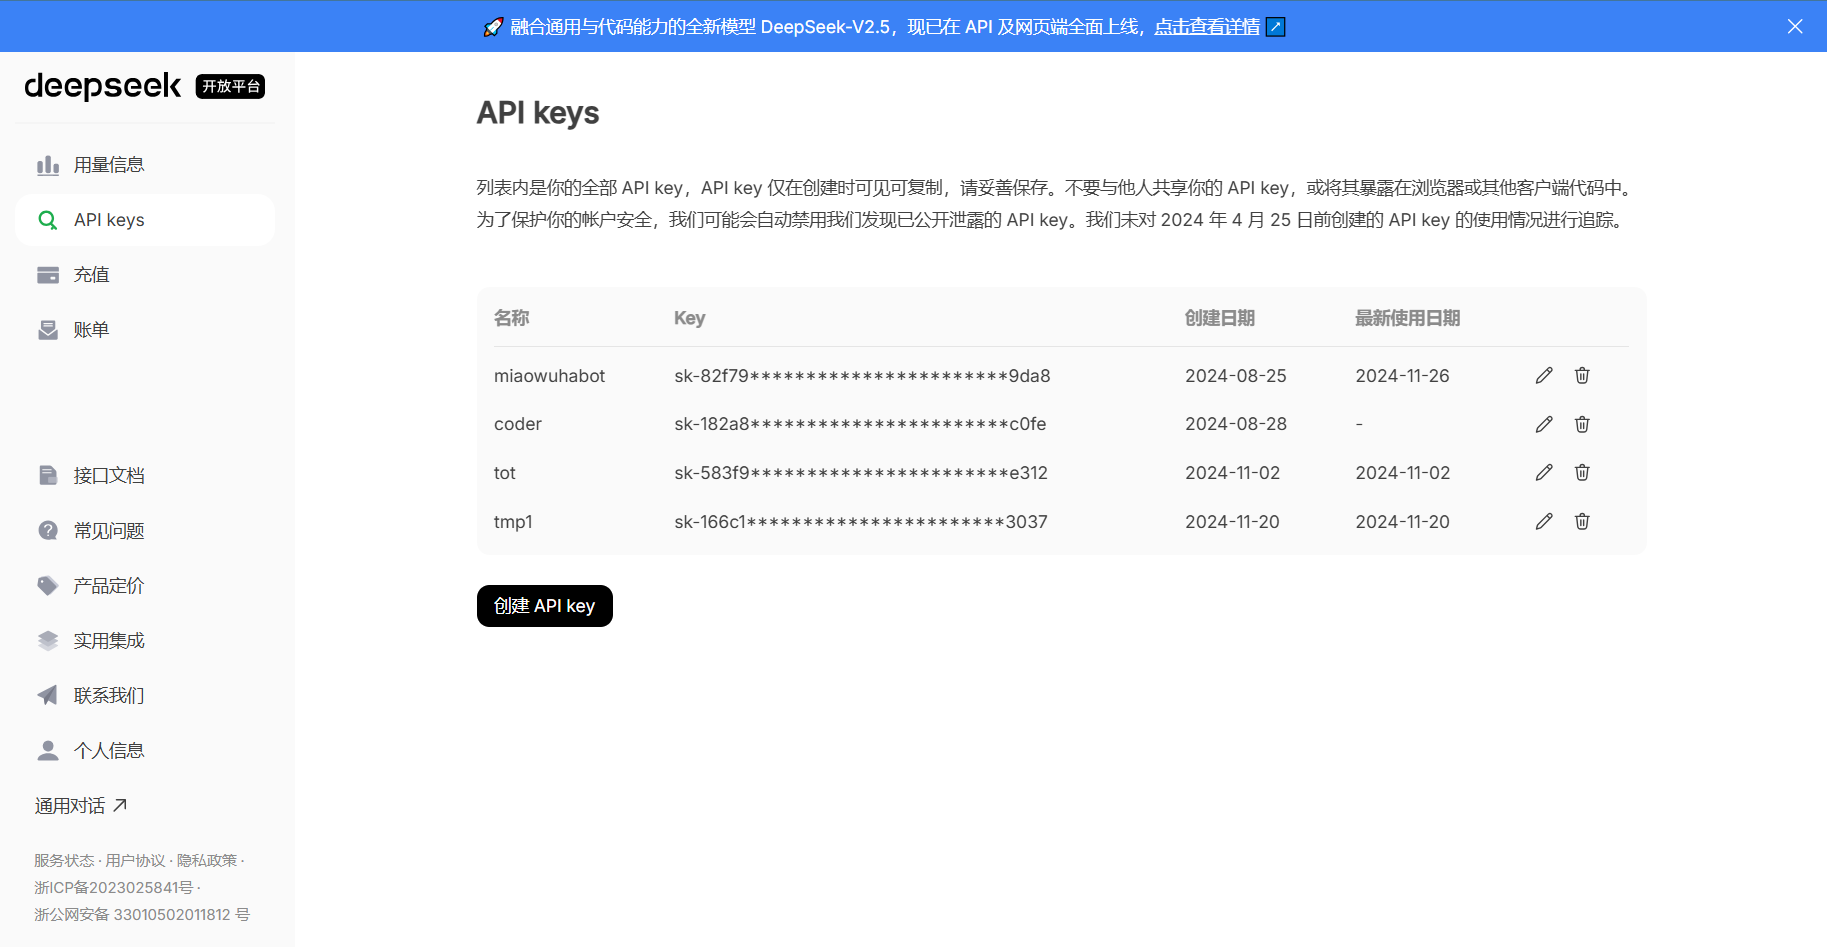 🚀 融合通用与代码能力的全新模型 DeepSeek-V2.5，现已在 API 及网页端全面上线，点击查看详情 ↗
deepseek 开放平台
用量信息
API keys
充值
账单
接口文档
常见问题
产品定价
实用集成
联系我们
个人信息
通用对话
服务状态 · 用户协议 · 隐私政策 ·
浙ICP备2023025841号 ·
浙公网安备 33010502011812 号
API keys
列表内是你的全部 API key，API key 仅在创建时可见可复制，请妥善保存。不要与他人共享你的 API key，或将其暴露在浏览器或其他客户端代码中。
为了保护你的帐户安全，我们可能会自动禁用我们发现已公开泄露的 API key。我们未对 2024 年 4 月 25 日前创建的 API key 的使用情况进行追踪。
名称 Key 创建日期 最新使用日期
miaowuhabot sk-82f79***********************9da8 2024-08-25 2024-11-26
coder sk-182a8***********************c0fe 2024-08-28 -
tot sk-583f9***********************e312 2024-11-02 2024-11-02
tmp1 sk-166c1***********************3037 2024-11-20 2024-11-20
创建 API key